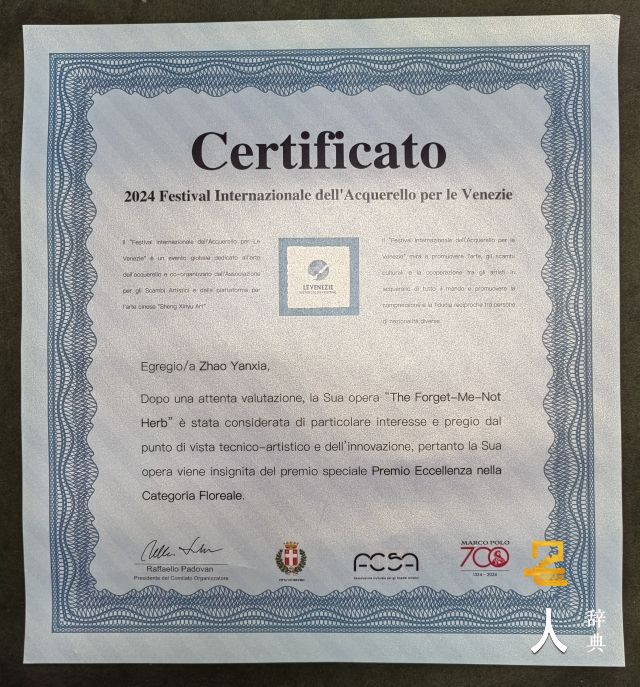 Certificato
2024 Festival Internazionale dell'Acquerello per le Venezie
Il "Festival Internazionale dell'Acquerello per Le
Venezie" è un evento globale dedicato all'arte
dell'acquerello e co-organizzato dall'Associazione
per gli Scambi Artistici e dalla piattaforma per
l'arte cinese "Sheng Xinyu Art"
LEVENEZIE
Il "Festival Internazionale dell'Acquerello per le
Venezie" mira a promuovere l'arte, gli scambi
culturali e la cooperazione tra gli artisti in
acquerello di tutto il mondo e promuovere la
comprensione e la fiducia reciproche tra persone
di nazionalità diverse.
Egregio/a Zhao Yanxia,
Dopo una attenta valutazione, la Sua opera "The Forget-Me-Not
Herb" è stata considerata di particolare interesse e pregio dal
punto di vista tecnico-artistico e dell'innovazione, pertanto la Sua
opera viene insignita del premio speciale Premio Eccellenza nella
Categoria Floreale.
Raffaello Padovan
Presidente del Comitato Organizzatore
ACSA
MARCO POLO
700
1324 - 2024
人
辞典